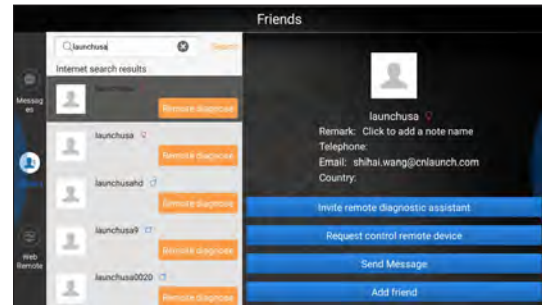 Friends
launchusa
Search
Internet search results
Remote diagnose
launchusa
Remote diagnose
launchusahd
Remote diagnose
launchusa9
Remote diagnose
launchusa0020
Remote diagnose
Messag
es
Web
Remote
launchusa
Remark: Click to add a note name
Telephone:
Email: shihai.wang@cnlaunch.com
Country:
Invite remote diagnostic assistant
Request control remote device
Send Message
Add friend